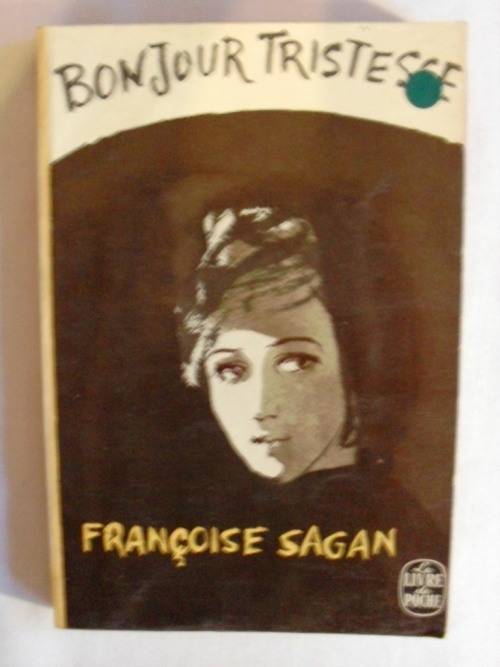 BONJOUR TRISTESSE
FRANÇOISE SAGAN
Le
LIVRE
de
POCHE